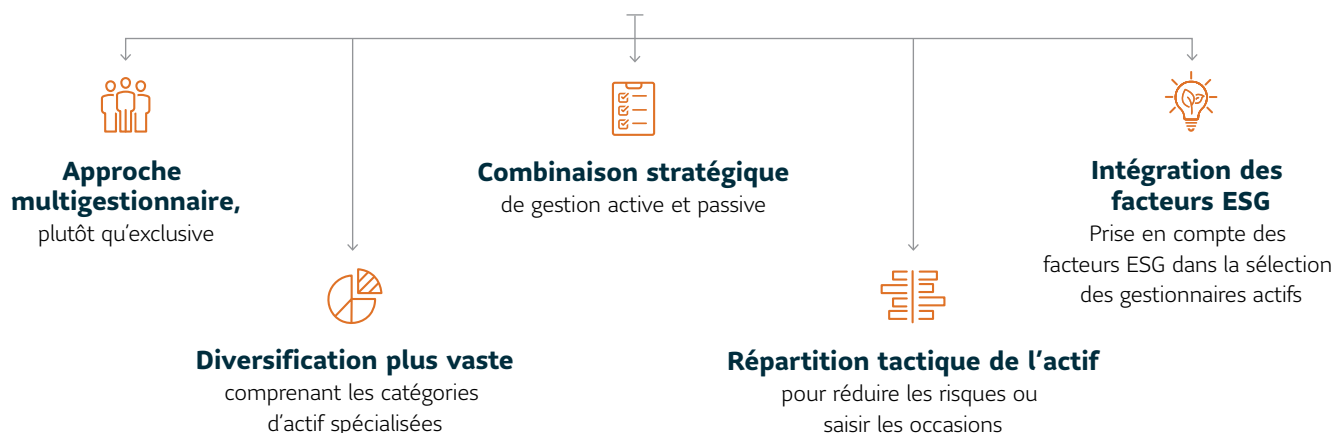 Approche
multigestionnaire,
plutôt qu'exclusive
Diversification plus vaste
comprenant les catégories
d'actif spécialisées
Combinaison stratégique
de gestion active et passive
Répartition tactique de l'actif
pour réduire les risques ou
saisir les occasions
Intégration des
facteurs ESG
Prise en compte des
facteurs ESG dans la sélection
des gestionnaires actifs